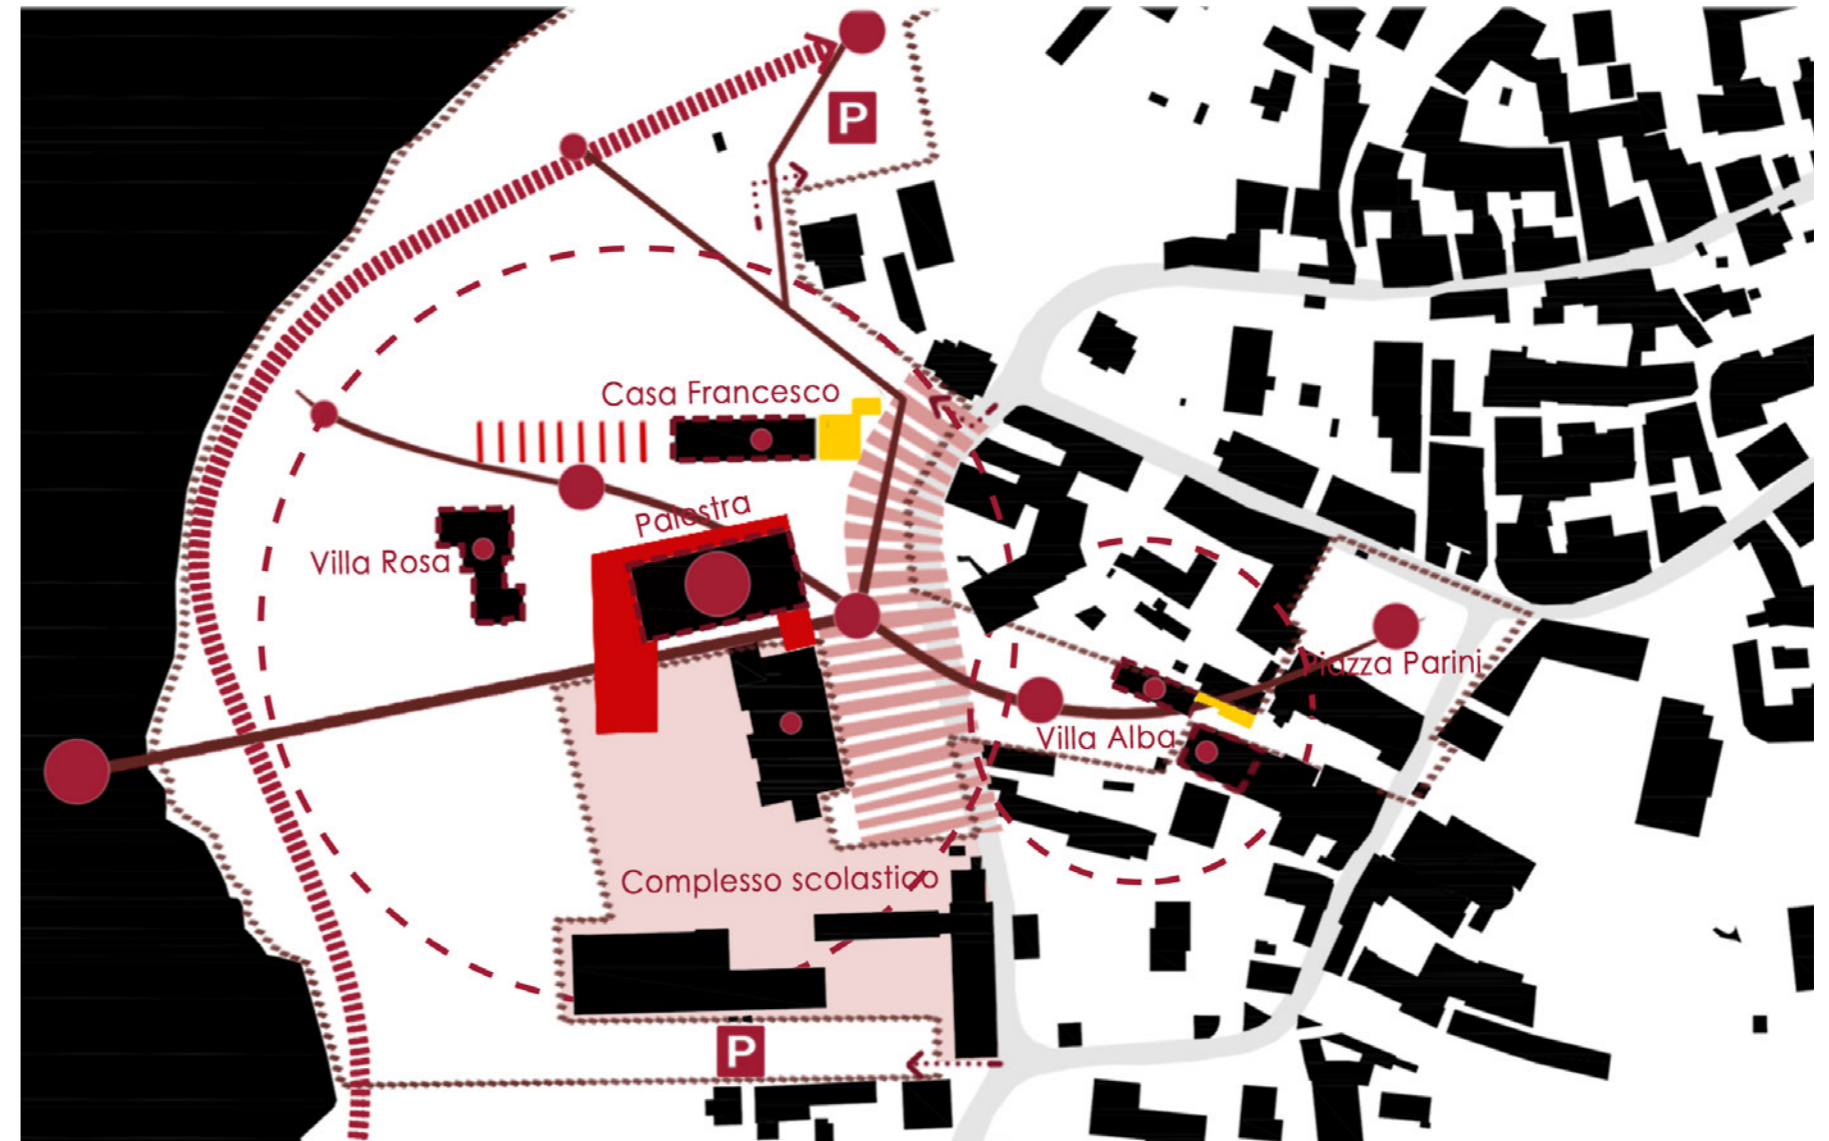 P
Casa Francesco
Palestra
Villa Rosa
Piazza Parini
Villa Alba
Complesso scolastico
P